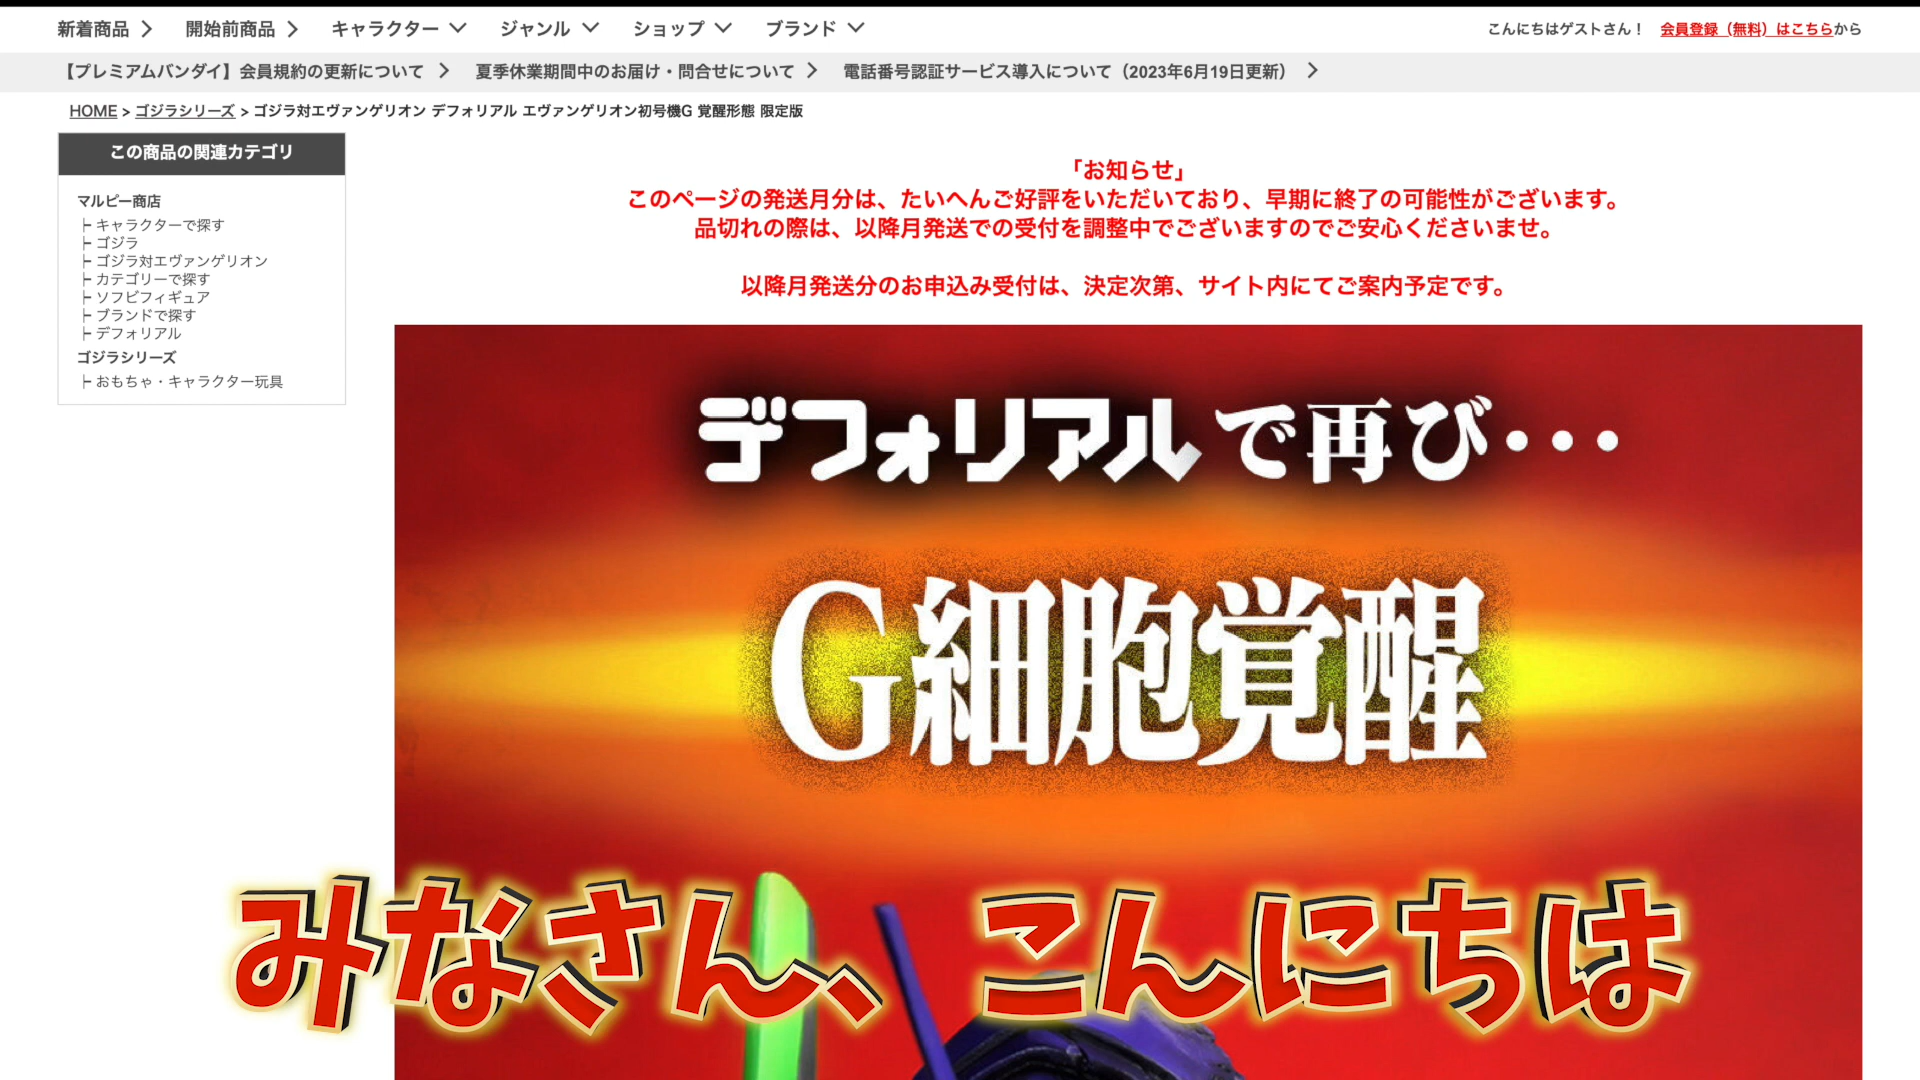 新着商品
開始前商品
キャラクター
ジャンル
ショップ
ブランド
こんにちはゲストさん！ 会員登録（無料）はこちらから
【プレミアムバンダイ】会員規約の更新について
夏季休業期間中のお届け・問合せについて
電話番号認証サービス導入について（2023年6月19日更新）
HOME > ゴジラシリーズ > ゴジラ対エヴァンゲリオン デフォリアル エヴァンゲリオン初号機G 覚醒形態 限定版
この商品の関連カテゴリ
マルピー商店
┝ キャラクターで探す
┝ ゴジラ
┝ ゴジラ対エヴァンゲリオン
┝ カテゴリーで探す
┝ ソフビフィギュア
┝ ブランドで探す
┝ デフォリアル
ゴジラシリーズ
┝ おもちゃ・キャラクター玩具
「お知らせ」
このページの発送月分は、たいへんご好評をいただいており、早期に終了の可能性がございます。
品切れの際は、以降月発送での受付を調整中でございますのでご安心くださいませ。
以降月発送分のお申込み受付は、決定次第、サイト内にてご案内予定です。
デフォリアルで再び・・・
G細胞覚醒
みなさん、こんにちは